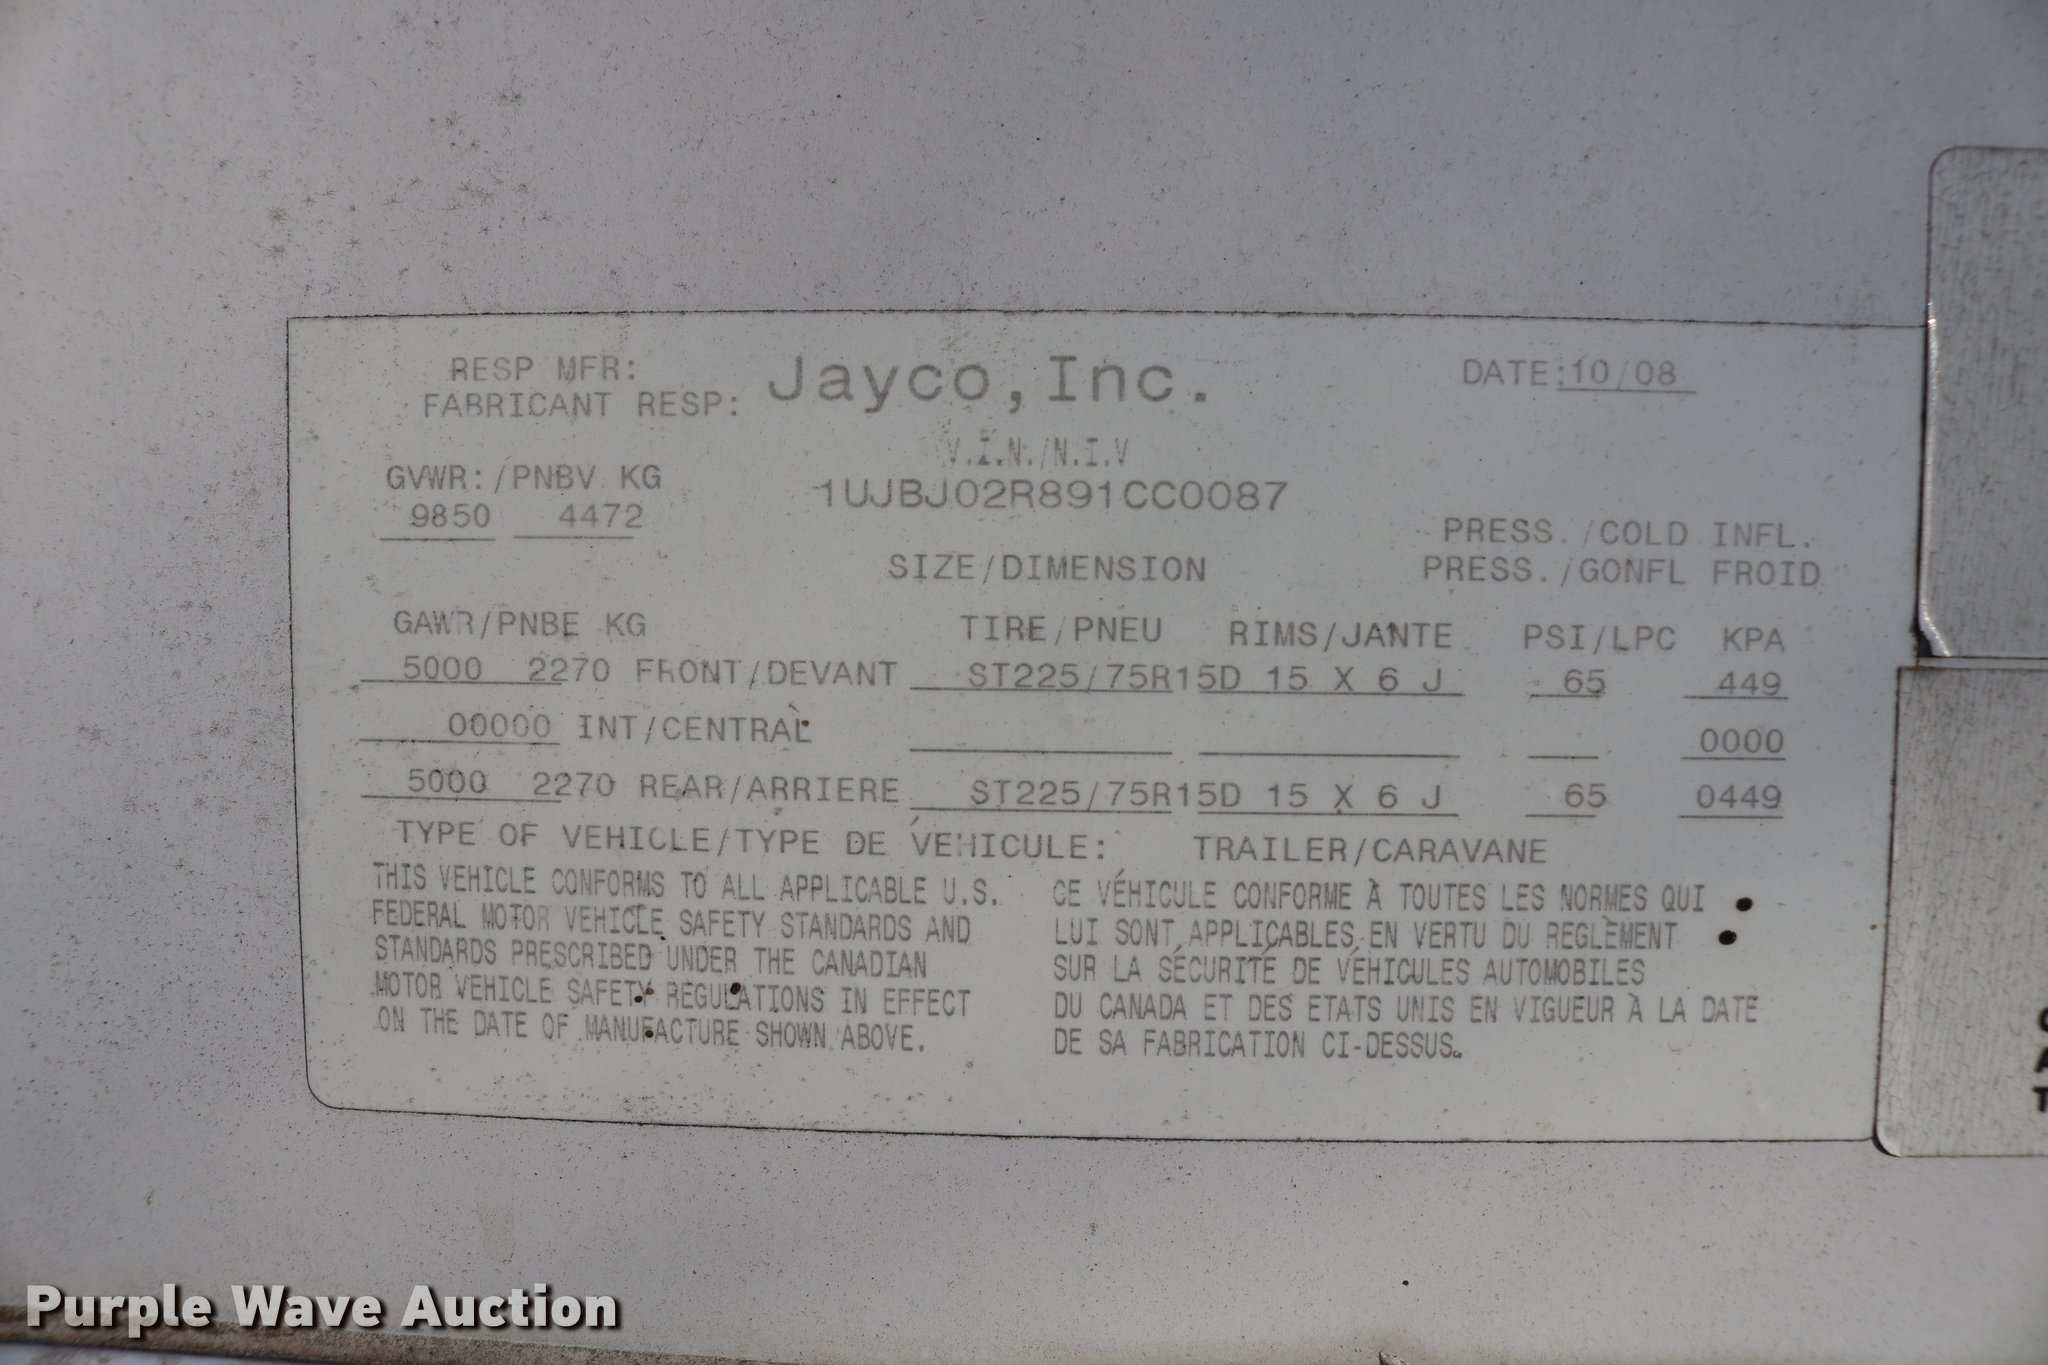 RESP MFR: Jayco, Inc. DATE: 10/08
FABRICANT RESP:
V.I.N./N.I.V
GVWR:/PNBV KG 1UJBJ02R891CC0087
9850 4472
PRESS./COLD INFL.
SIZE/DIMENSION PRESS./GONFL FROID
GAWR/PNBE KG TIRE/PNEU RIMS/JANTE PSI/LPC KPA
5000 2270 FRONT/DEVANT ST225/75R15D 15 X 6 J 65 449
00000 INT/CENTRAL 0000
5000 2270 REAR/ARRIERE ST225/75R15D 15 X 6 J 65 0449
TYPE OF VEHICLE/TYPE DE VÉHICULE: TRAILER/CARAVANE
THIS VEHICLE CONFORMS TO ALL APPLICABLE U.S.
FEDERAL MOTOR VEHICLE SAFETY STANDARDS AND
STANDARDS PRESCRIBED UNDER THE CANADIAN
MOTOR VEHICLE SAFETY REGULATIONS IN EFFECT
ON THE DATE OF MANUFACTURE SHOWN ABOVE.
CE VÉHICULE CONFORME À TOUTES LES NORMES QUI
LUI SONT APPLICABLES EN VERTU DU REGLÈMENT
SUR LA SÉCURITÉ DE VÉHICULES AUTOMOBILES
DU CANADA ET DES ETATS UNIS EN VIGUEUR À LA DATE
DE SA FABRICATION CI-DESSUS.
Purple Wave Auction